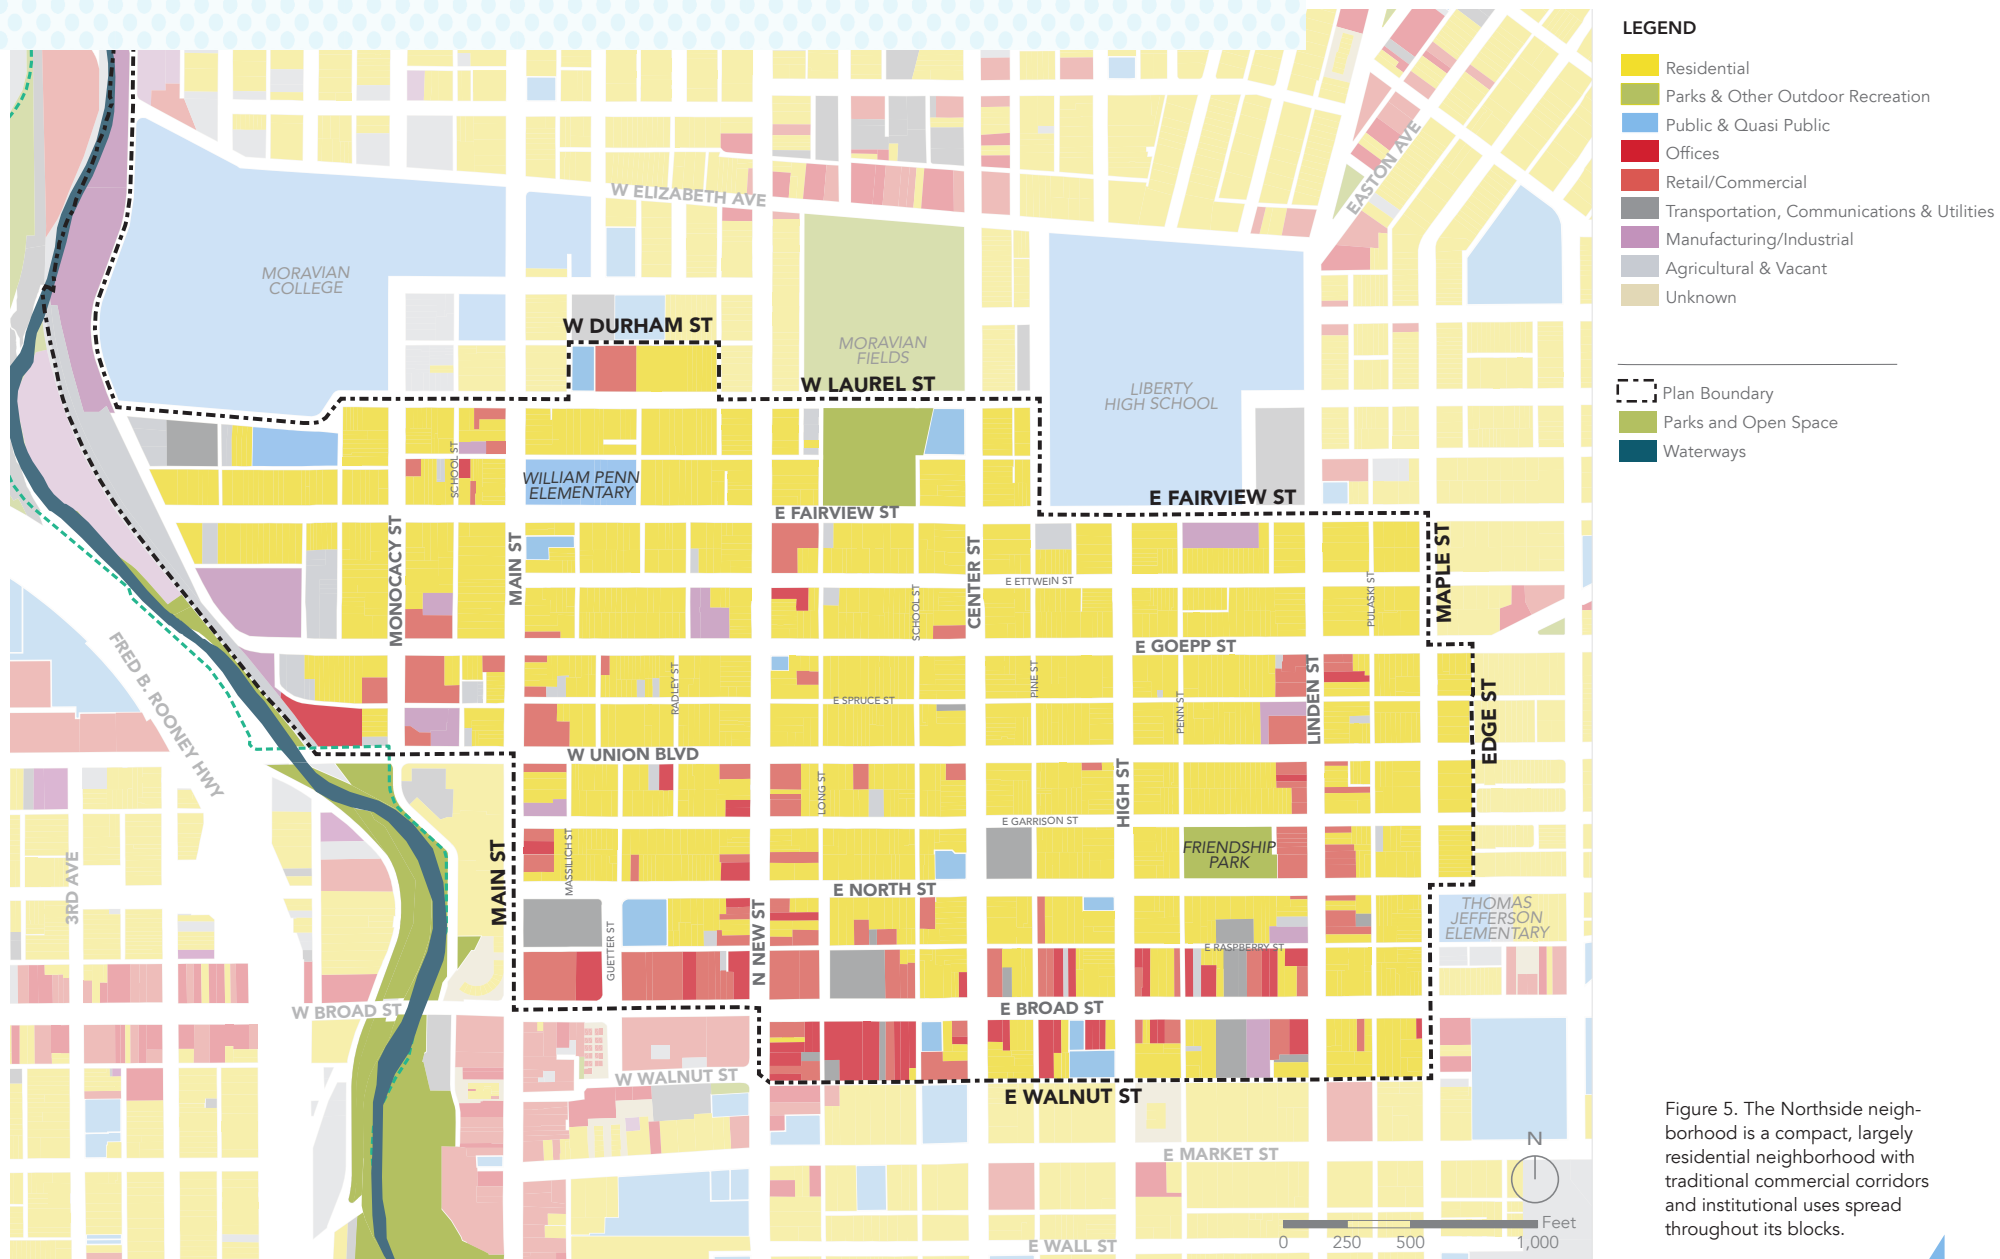 LEGEND
Residential
Parks & Other Outdoor Recreation
Public & Quasi Public
Offices
Retail/Commercial
Transportation, Communications & Utilities
Manufacturing/Industrial
Agricultural & Vacant
Unknown
Plan Boundary
Parks and Open Space
Waterways
W ELIZABETH AVE
EASTON AVE
MORAVIAN
COLLEGE
W DURHAM ST
MORAVIAN
FIELDS
W LAUREL ST
LIBERTY
HIGH SCHOOL
SCHOOL ST
WILLIAM PENN
ELEMENTARY
E FAIRVIEW ST
E FAIRVIEW ST
MONOCACY ST
MAIN ST
CENTER ST
MAPLE ST
E ETTWEIN ST
SCHOOL ST
PULASKI ST
E GOEPP ST
FRED B. ROONEY HWY
RADLEY ST
PINE ST
PENN ST
LINDEN ST
EDGE ST
E SPRUCE ST
W UNION BLVD
LONG ST
HIGH ST
E GARRISON ST
3RD AVE
MAIN ST
MASSILICH ST
FRIENDSHIP
PARK
E NORTH ST
THOMAS
JEFFERSON
ELEMENTARY
GUETTER ST
N NEW ST
E RASPBERRY ST
W BROAD ST
E BROAD ST
W WALNUT ST
E WALNUT ST
E MARKET ST
E WALL ST
N
Feet
0 250 500 1,000
Figure 5. The Northside neigh-
borhood is a compact, largely
residential neighborhood with
traditional commercial corridors
and institutional uses spread
throughout its blocks.